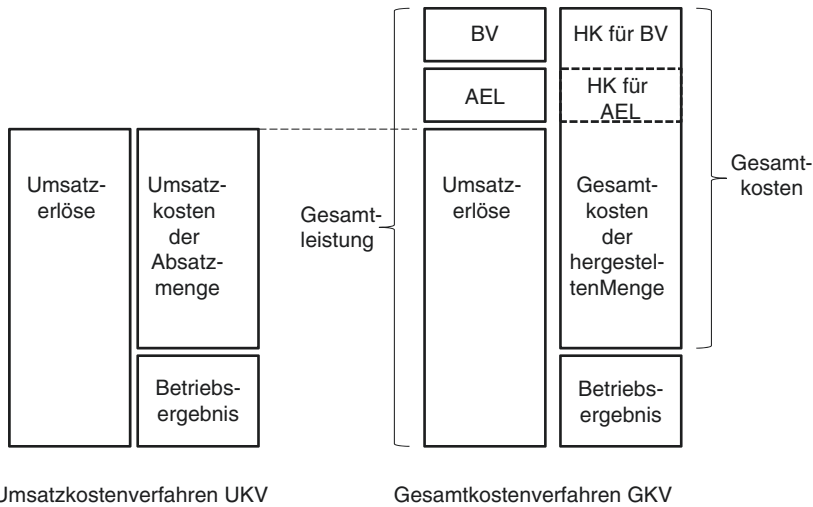 BV
HK für BV
AEL
HK für
AEL
Umsatz-
erlöse
Umsatz-
kosten
der
Absatz-
menge
Betriebs-
ergebnis
Gesamt-
leistung
Umsatz-
erlöse
Gesamt-
kosten
der
hergestel-
tenMenge
Betriebs-
ergebnis
Gesamt-
kosten
Umsatzkostenverfahren UKV
Gesamtkostenverfahren GKV